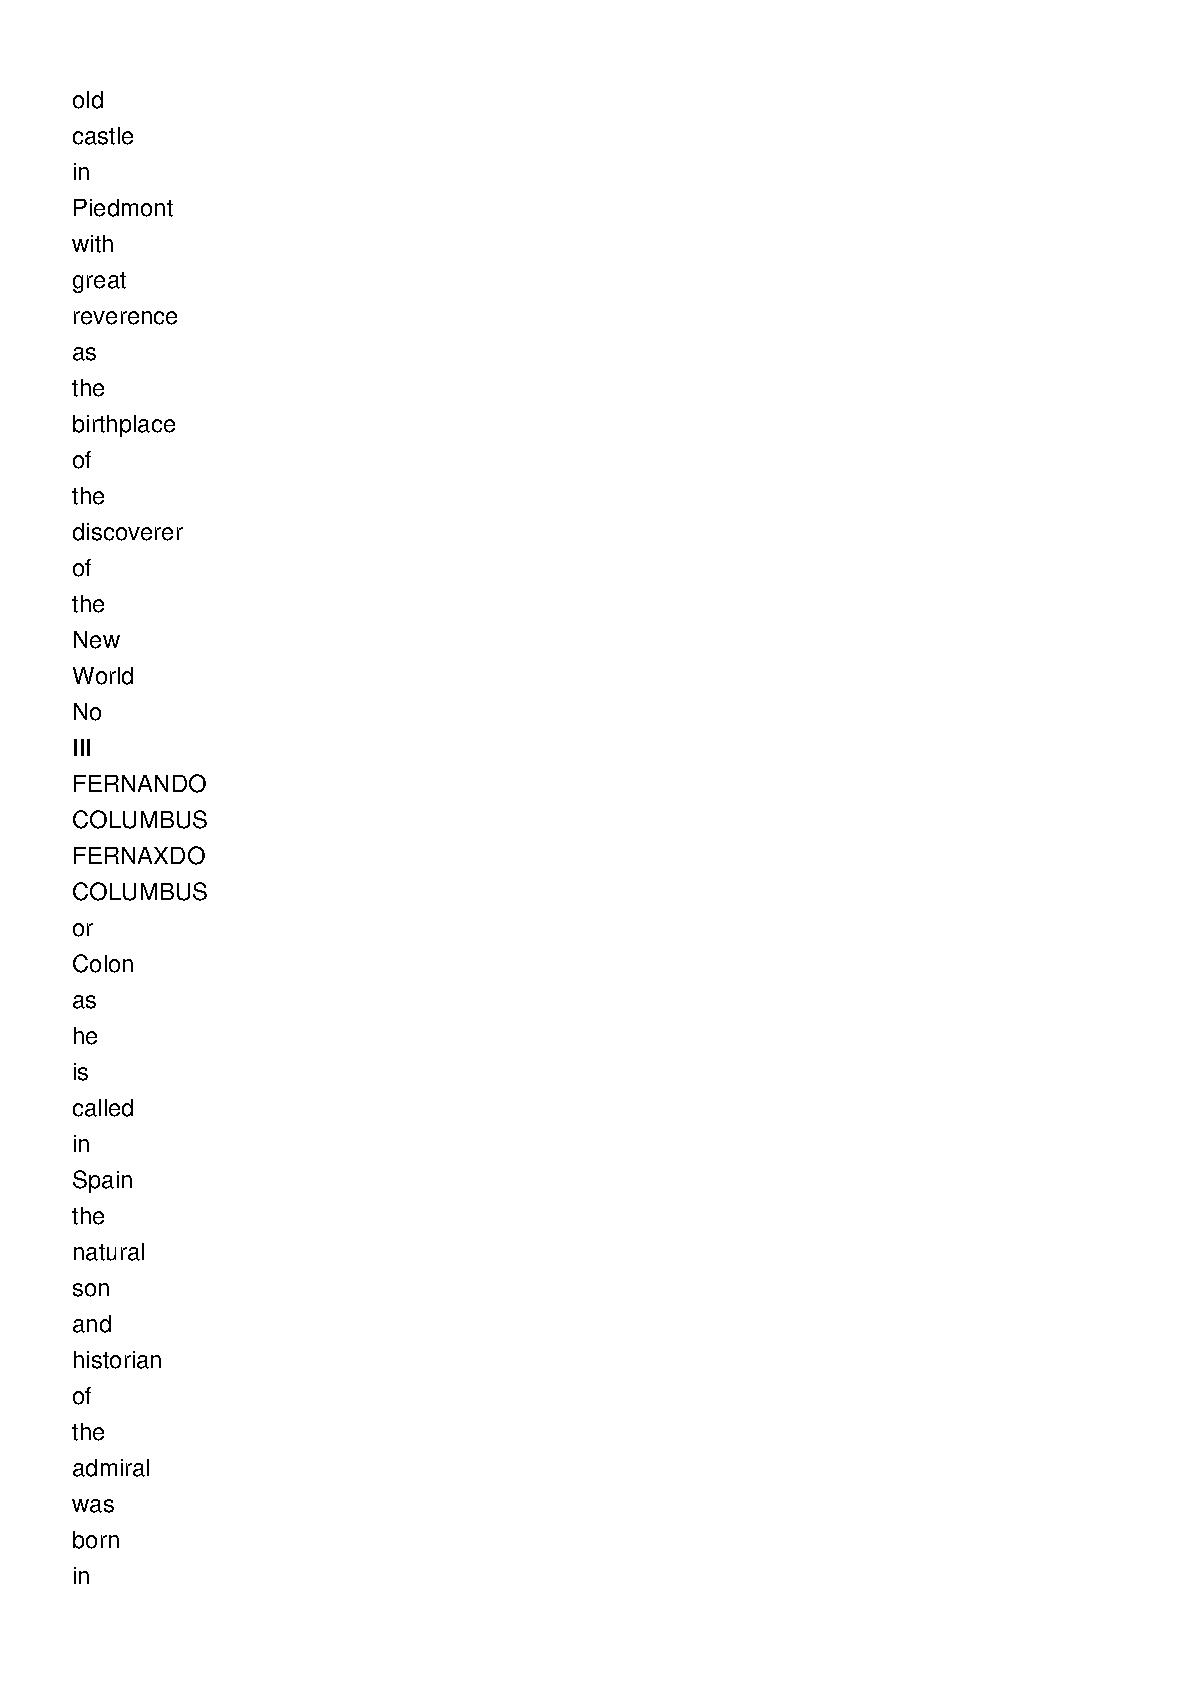 old
castle
in
Piedmont
with
great
reverence
as
the
birthplace
of
the
discoverer
of
the
New
World
No
III
FERNANDO
COLUMBUS
FERNAXDO
COLUMBUS
or
Colon
as
he
is
called
in
Spain
the
natural
son
and
historian
of
the
admiral
was
born
in